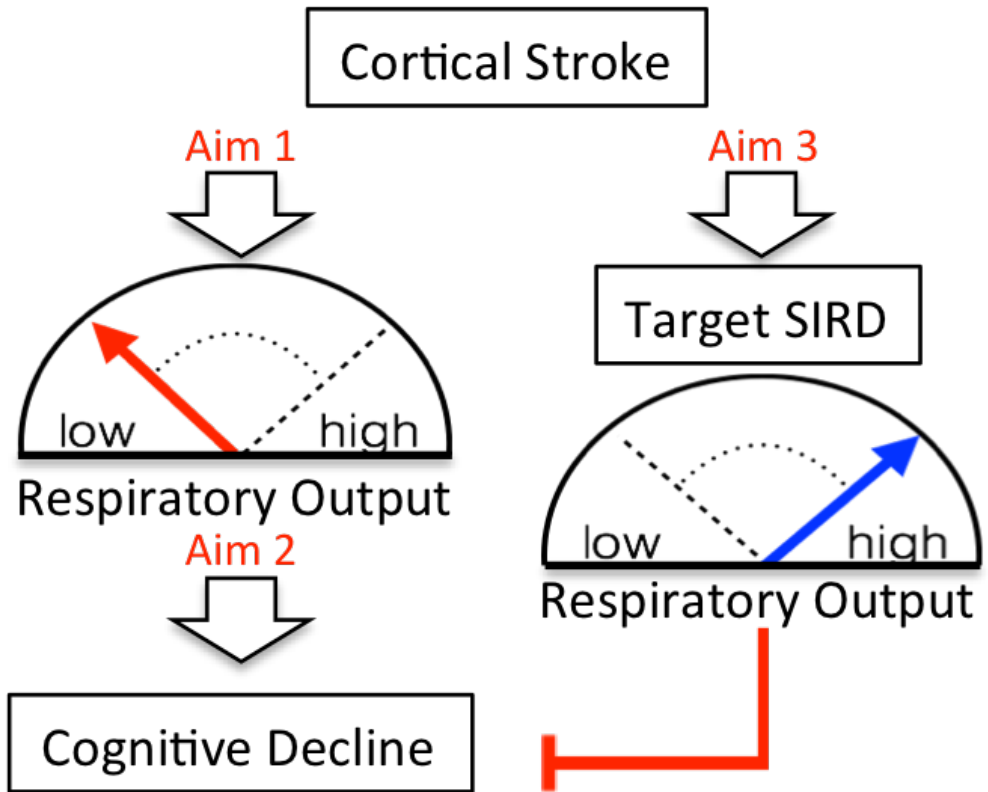 Cortical Stroke
Aim 1
Aim 3
low
high
Respiratory Output
Target SIRD
low
high
Respiratory Output
Aim 2
Cognitive Decline